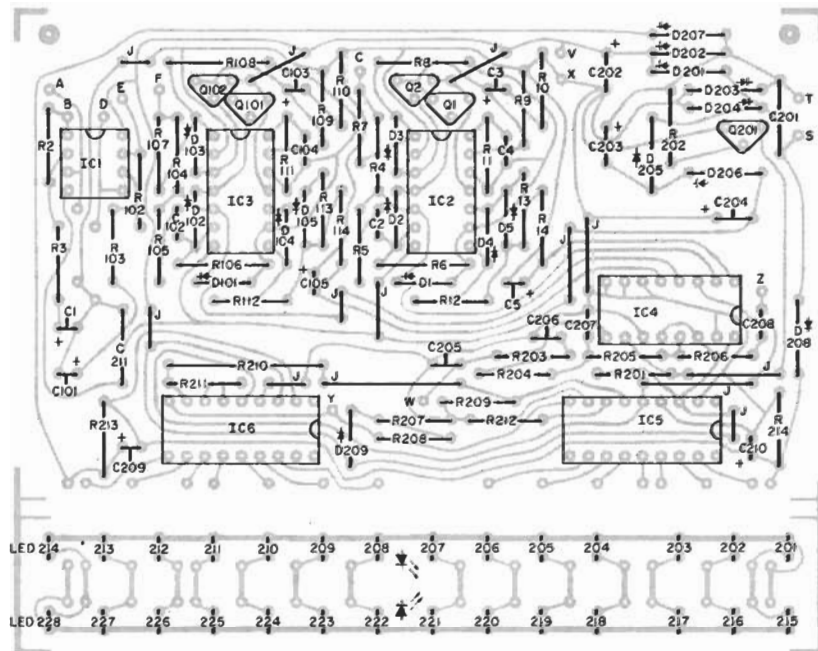 D207
J J J V D202
R108 R8
A E F C103 C C3 X C202 D201
Q102 R110 Q2 R9 R10 D203
B D Q101 R109 Q1 D204 C201 T
R2 R107 D103 C104 R7 D3 C4 C203 R202 Q201 S
IC1 R104 IC3 R111 R4 IC2 R11 D205 D206
R102 C102 D102 D105 R113 R114 C2 D2 D5 R13 R14 C204
R3 R103 R105 D104 R5 D4 J J
R106 R6 Z
D101 C105 D1 C5
R112 J J R12 IC4
C1 J C206 C207 C208 D208
C211 C205 R203 R205 R206
R210 R204 R201 J
C101 R211 J J J
Y W R209
R213 IC6 R207 R212 IC5 J R214
R208
C209 D209 C210
LED 214 213 212 211 210 209 208 207 206 205 204 203 202 201
LED 228 227 226 225 224 223 222 221 220 219 218 217 216 215